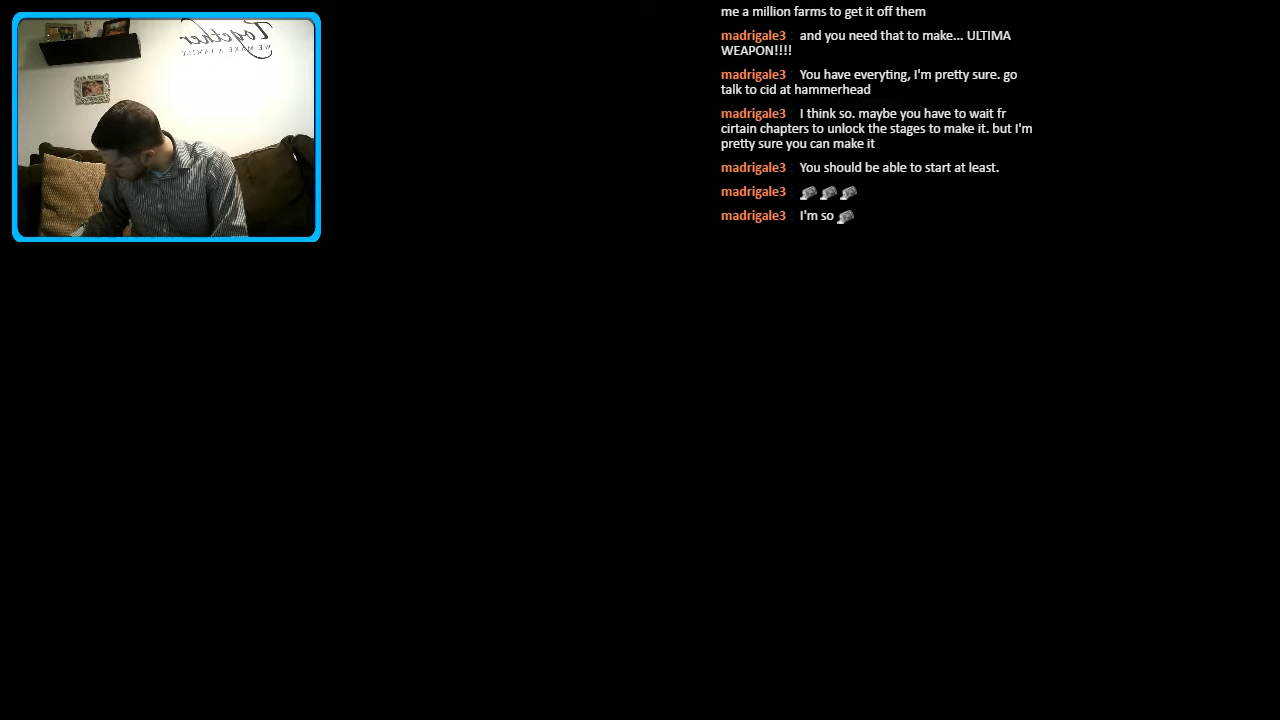 Together
WE MAKE A FAMILY
me a million farms to get it off them
madrigale3 : and you need that to make... ULTIMA
WEAPON!!!!
madrigale3 : You have everyting, I'm pretty sure. go
talk to cid at hammerhead
madrigale3 : I think so. maybe you have to wait fr
cirtain chapters to unlock the stages to make it. but I'm
pretty sure you can make it
madrigale3 : You should be able to start at least.
madrigale3 :
madrigale3 : I'm so